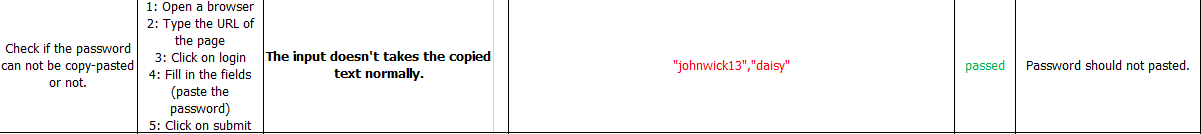 Check if the password
can not be copy-pasted
or not.
1: Open a browser
2: Type the URL of
the page
3: Click on login
4: Fill in the fields
(paste the
password)
5: Click on submit
The input doesn't takes the copied
text normally.
"johnwick13","daisy"
passed
Password should not pasted.